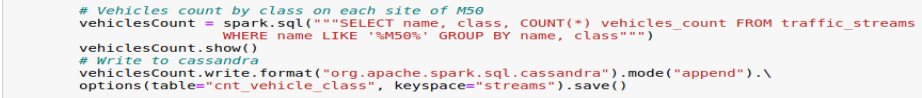 # Vehicles count by class on each site of M50
vehiclesCount = spark.sql("""SELECT name, class, COUNT(*) vehicles_count FROM traffic_streams
WHERE name LIKE '%M50%' GROUP BY name, class""")
vehiclesCount.show()
# Write to cassandra
vehiclesCount.write.format("org.apache.spark.sql.cassandra").mode("append").\
options(table="cnt_vehicle_class", keyspace="streams").save()